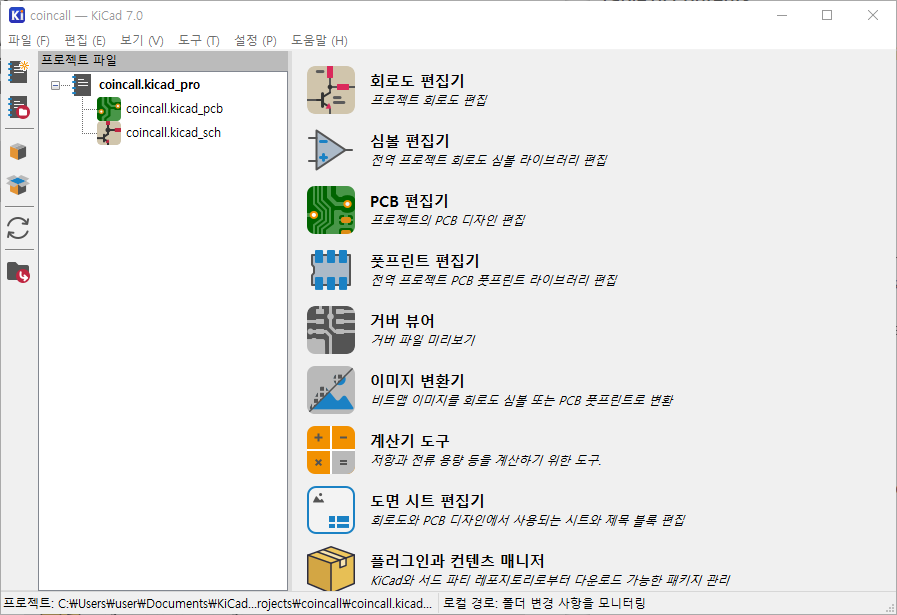 coincall — KiCad 7.0
파일 (F) 편집 (E) 보기 (V) 도구 (T) 설정 (P) 도움말 (H)
프로젝트 파일
coincall.kicad_pro
coincall.kicad_pcb
coincall.kicad_sch
회로도 편집기
프로젝트 회로도 편집
심볼 편집기
전역 프로젝트 회로도 심볼 라이브러리 편집
PCB 편집기
프로젝트의 PCB 디자인 편집
풋프린트 편집기
전역 프로젝트 PCB 풋프린트 라이브러리 편집
거버 뷰어
거버 파일 미리보기
이미지 변환기
비트맵 이미지를 회로도 심볼 또는 PCB 풋프린트로 변환
계산기 도구
저항과 전류 용량 등을 계산하기 위한 도구.
도면 시트 편집기
회로도와 PCB 디자인에서 사용되는 시트와 제목 블록 편집
플러그인과 컨텐츠 매니저
KiCad와 서드 파티 레포지토리로부터 다운로드 가능한 패키지 관리
프로젝트: C:₩Users₩user₩Documents₩KiCad...rojects₩coincall₩coincall.kicad... 로컬 경로: 폴더 변경 사항을 모니터링